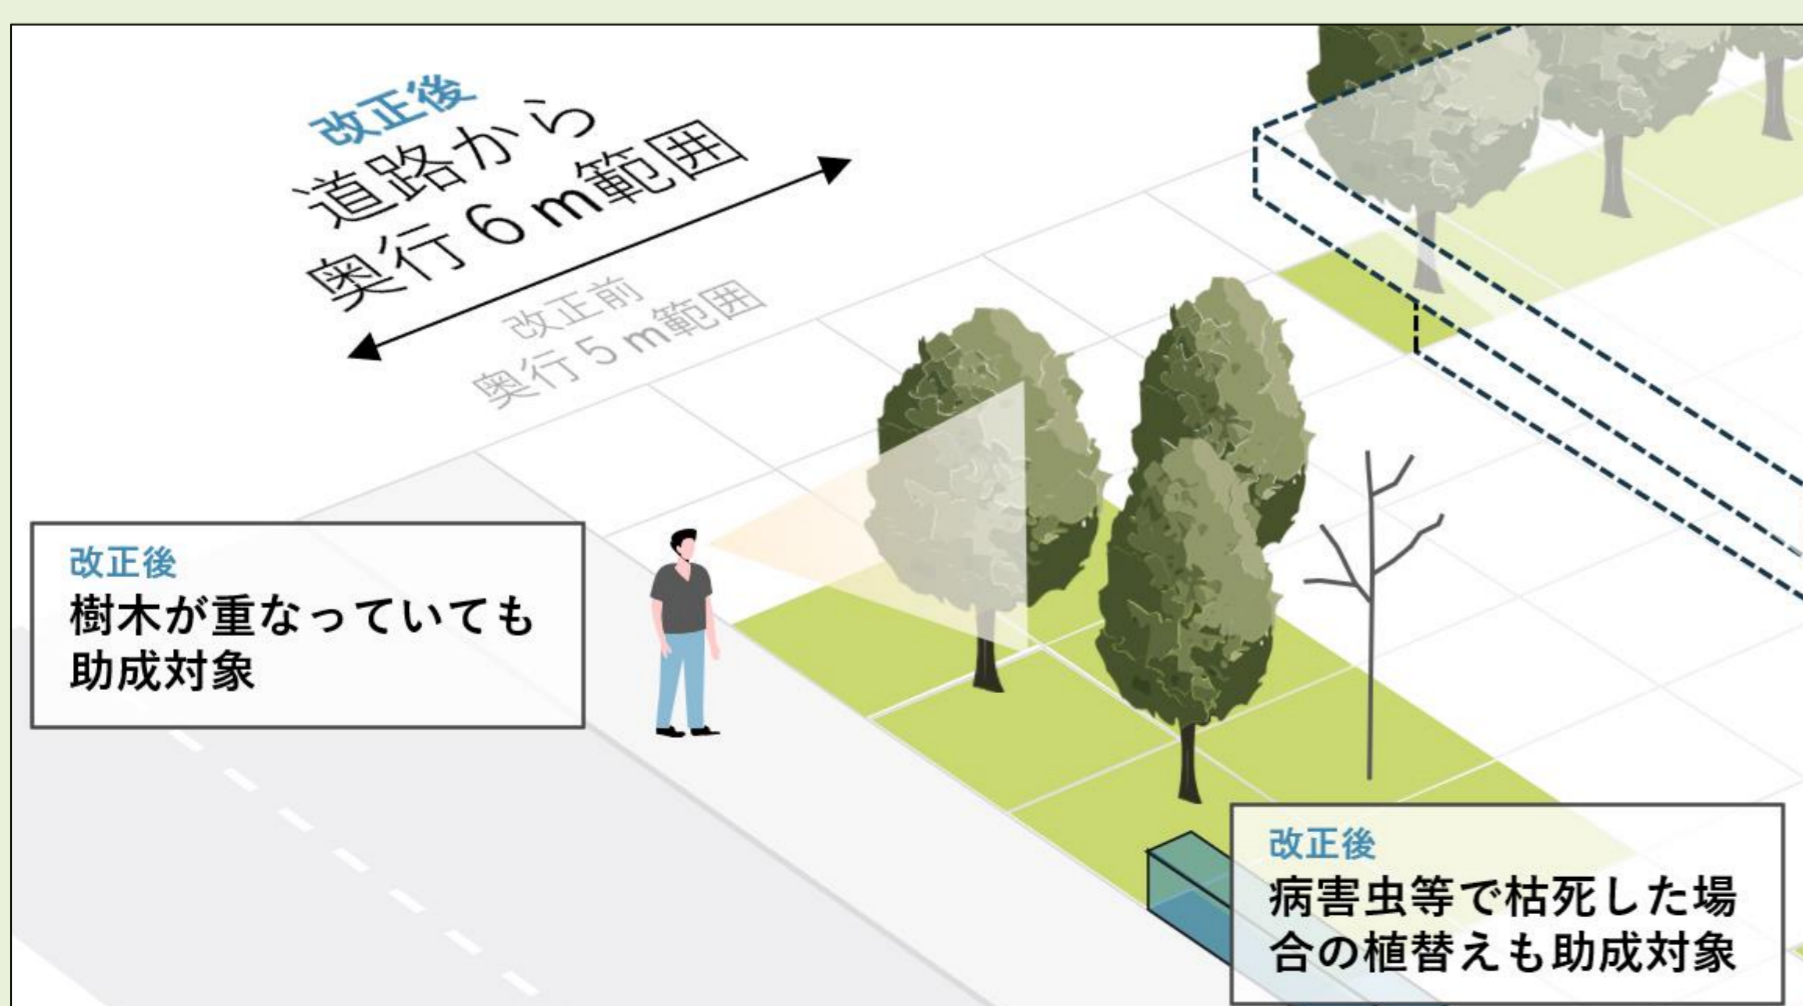 改正後
道路から
奥行6m範囲
改正前
奥行5m範囲
改正後
樹木が重なっていても
助成対象
改正後
病害虫等で枯死した場
合の植替えも助成対象